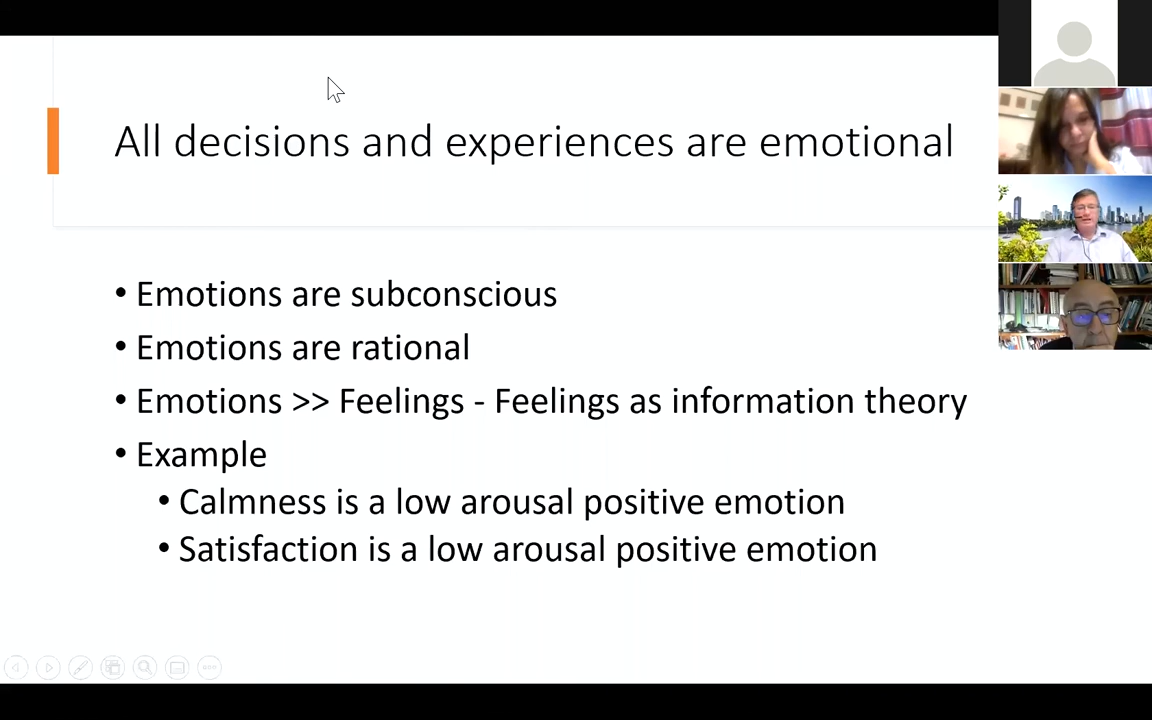 All decisions and experiences are emotional
• Emotions are subconscious
• Emotions are rational
• Emotions >> Feelings - Feelings as information theory
• Example
• Calmness is a low arousal positive emotion
• Satisfaction is a low arousal positive emotion